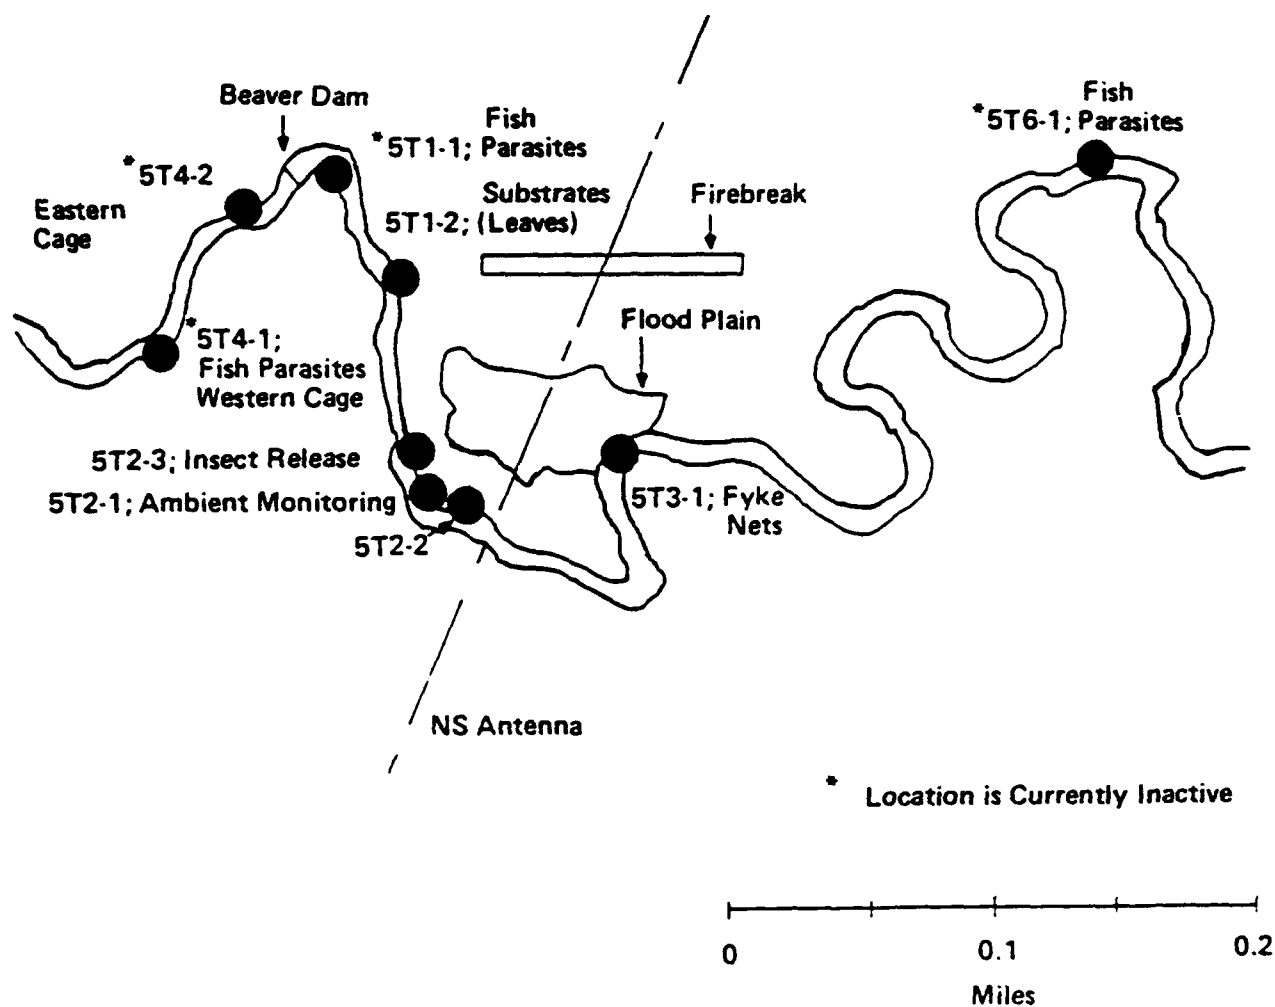 Beaver Dam
Fish
*5T1-1; Parasites
Fish
*5T6-1; Parasites
*5T4-2
Eastern
Cage
Substrates
5T1-2; (Leaves)
Firebreak
Flood Plain
*5T4-1;
Fish Parasites
Western Cage
5T2-3; Insect Release
5T2-1; Ambient Monitoring
5T2-2
5T3-1; Fyke
Nets
NS Antenna
* Location is Currently Inactive
0 0.1 0.2
Miles